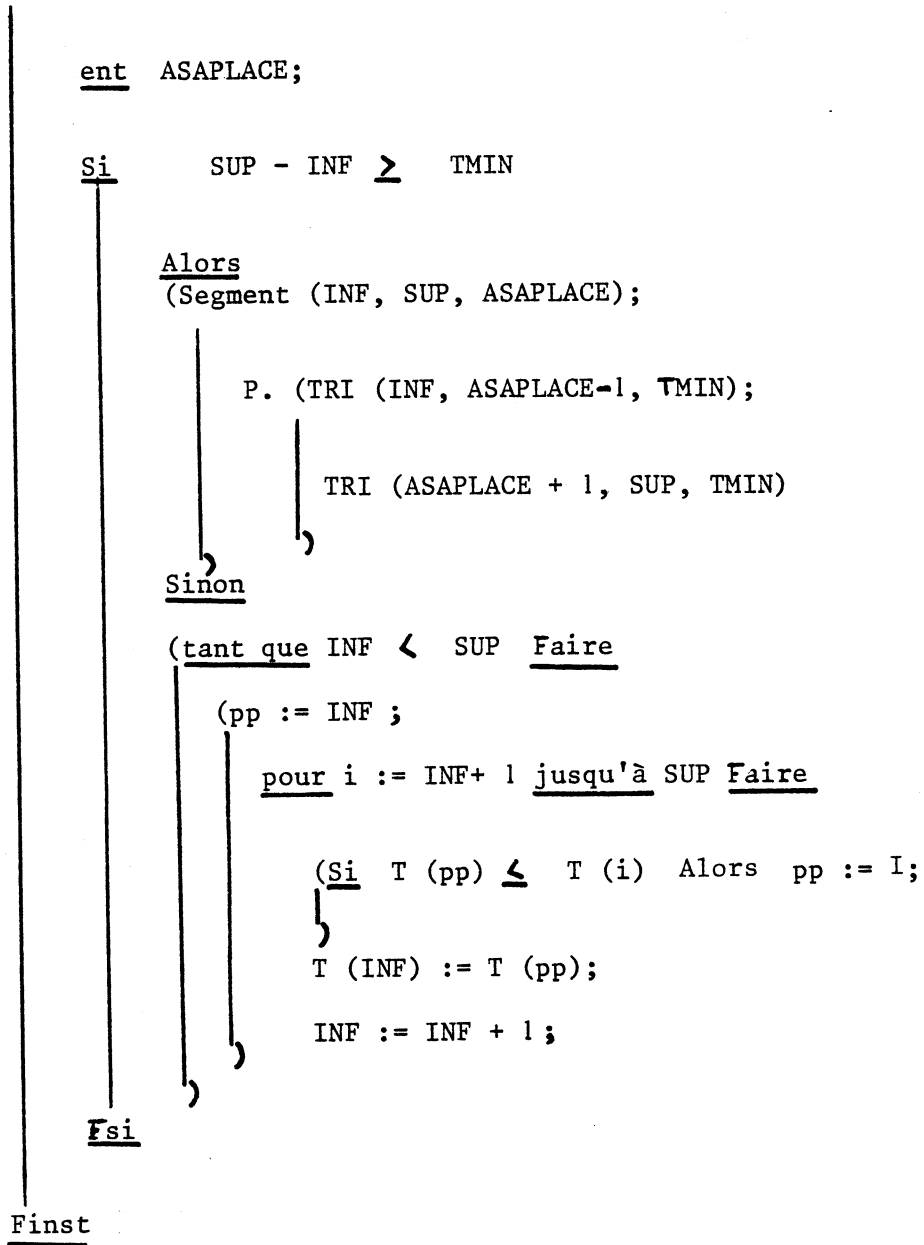 ent ASAPLACE;
Si SUP - INF ≥ TMIN
Alors
(Segment (INF, SUP, ASAPLACE);
P. (TRI (INF, ASAPLACE-1, TMIN);
TRI (ASAPLACE + 1, SUP, TMIN)
)
)
Sinon
(tant que INF < SUP Faire
(pp := INF ;
pour i := INF+ 1 jusqu'à SUP Faire
(Si T (pp) ≤ T (i) Alors pp := I;
)
T (INF) := T (pp);
INF := INF + 1 ;
)
)
Fsi
Finst